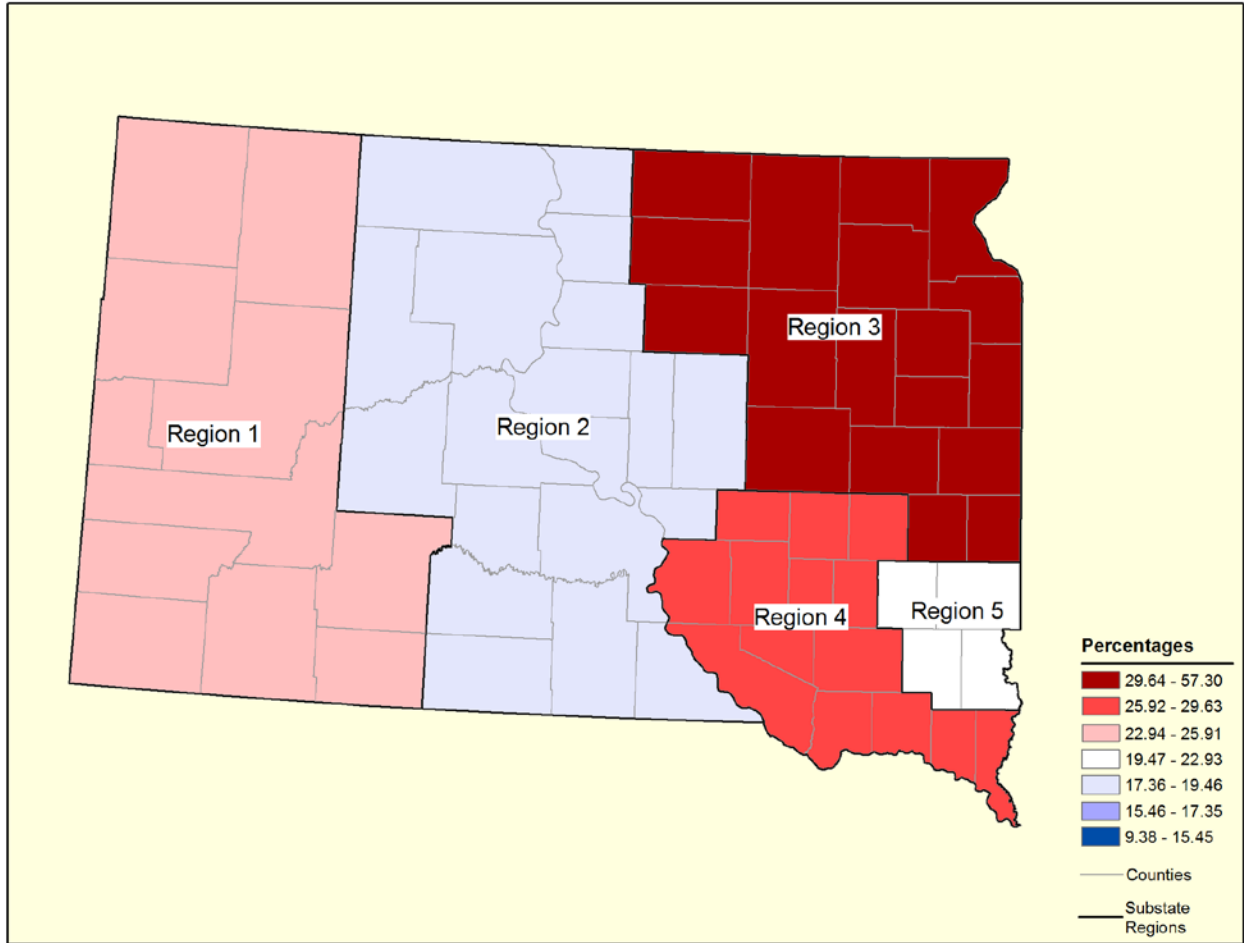 Region 3
Region 1
Region 2
Region 4
Region 5
Percentages
29.64 - 57.30
25.92 - 29.63
22.94 - 25.91
19.47 - 22.93
17.36 - 19.46
15.46 - 17.35
9.38 - 15.45
Counties
Substate
Regions